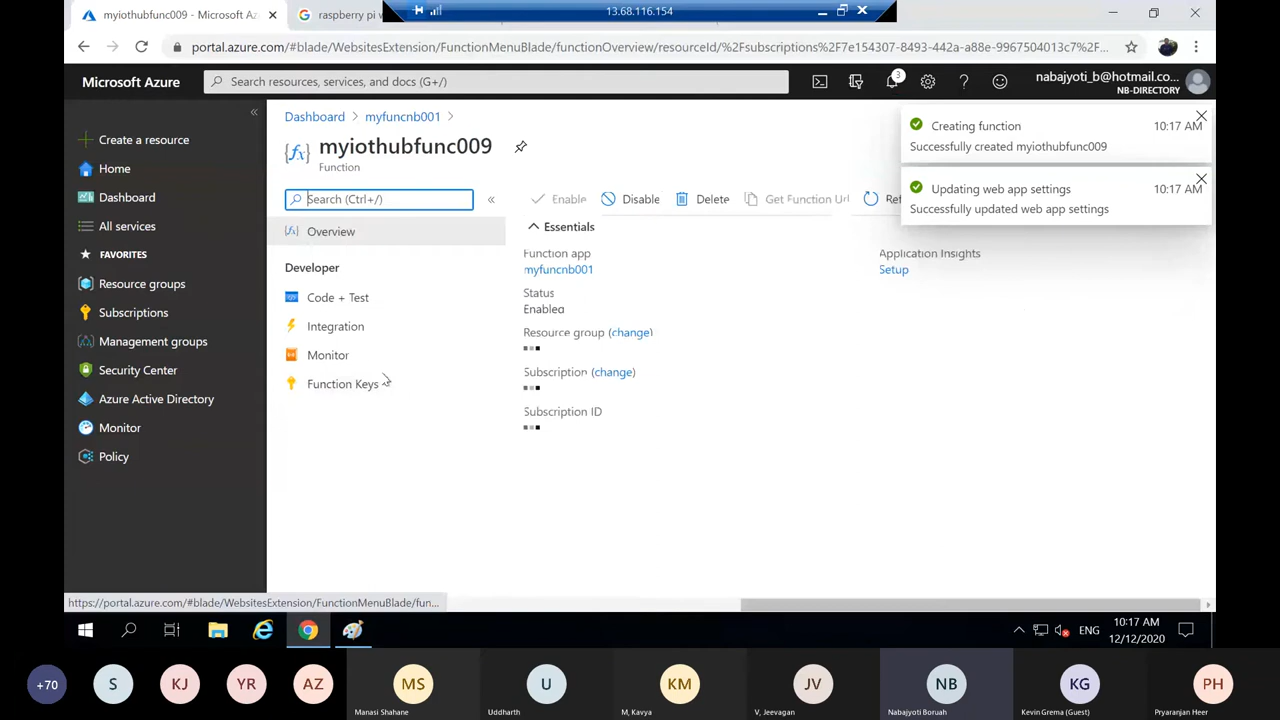 myiothubfunc009 - Microsoft Az
raspberry pi w
13.68.116.154
portal.azure.com/#blade/WebsitesExtension/FunctionMenuBlade/functionOverview/resourceId/%2Fsubscriptions%2F7e154307-8493-442a-a88e-9967504013c7%2F...
Microsoft Azure
Search resources, services, and docs (G+/)
3
nabajyoti_b@hotmail.co...
NB-DIRECTORY
Create a resource
Home
Dashboard
All services
FAVORITES
Resource groups
Subscriptions
Management groups
Security Center
Azure Active Directory
Monitor
Policy
Dashboard
myfuncnb001
myiothubfunc009
Function
Search (Ctrl+/)
Overview
Developer
Code + Test
Integration
Monitor
Function Keys
Enable
Disable
Delete
Get Function Url
Ref
Essentials
Function app
myfuncnb001
Status
Enabled
Resource group (change)
Subscription (change)
Subscription ID
Application Insights
Setup
Creating function
10:17 AM
Successfully created myiothubfunc009
Updating web app settings
10:17 AM
Successfully updated web app settings
https://portal.azure.com/#blade/WebsitesExtension/FunctionMenuBlade/fun...
ENG
10:17 AM
12/12/2020
+70
S
KJ
YR
AZ
MS
Manasi Shahane
U
Uddharth
KM
M, Kavya
JV
V, Jeevagan
NB
Nabajyoti Boruah
KG
Kevin Grema (Guest)
PH
Pryaranjan Heer